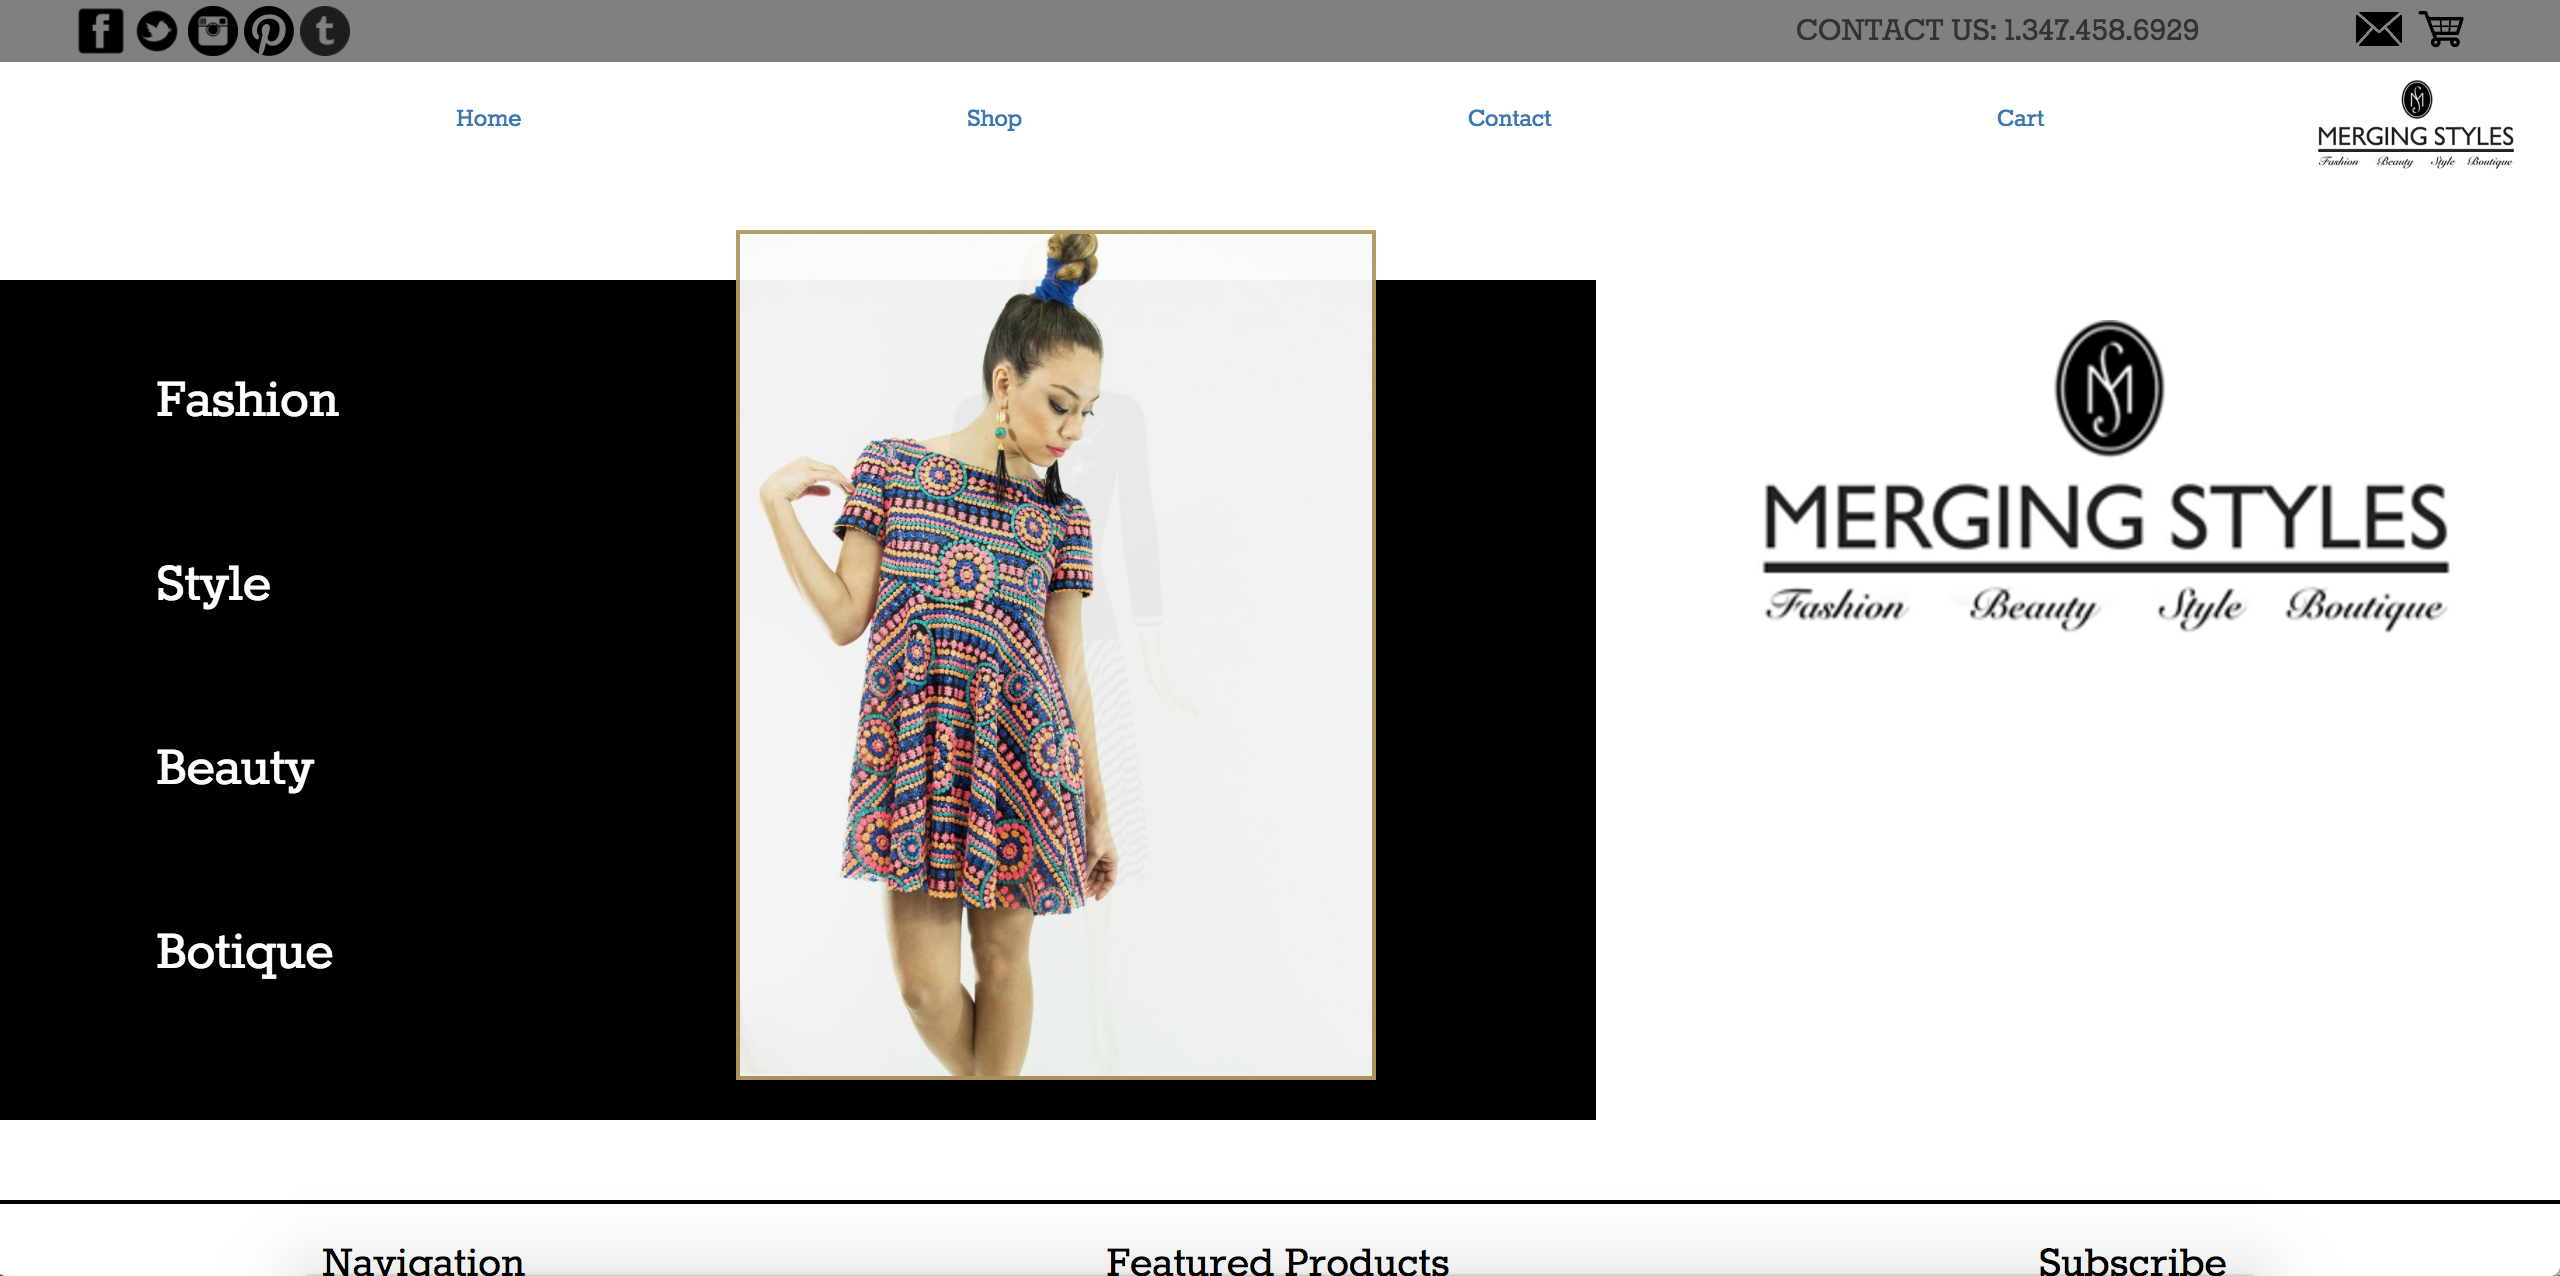 CONTACT US: 1.347.458.6929
Home
Shop
Contact
Cart
MERGING STYLES
Fashion Beauty Style Boutique
Fashion
Style
Beauty
Botique
MERGING STYLES
Fashion Beauty Style Boutique
Navigation
Featured Products
Subscribe